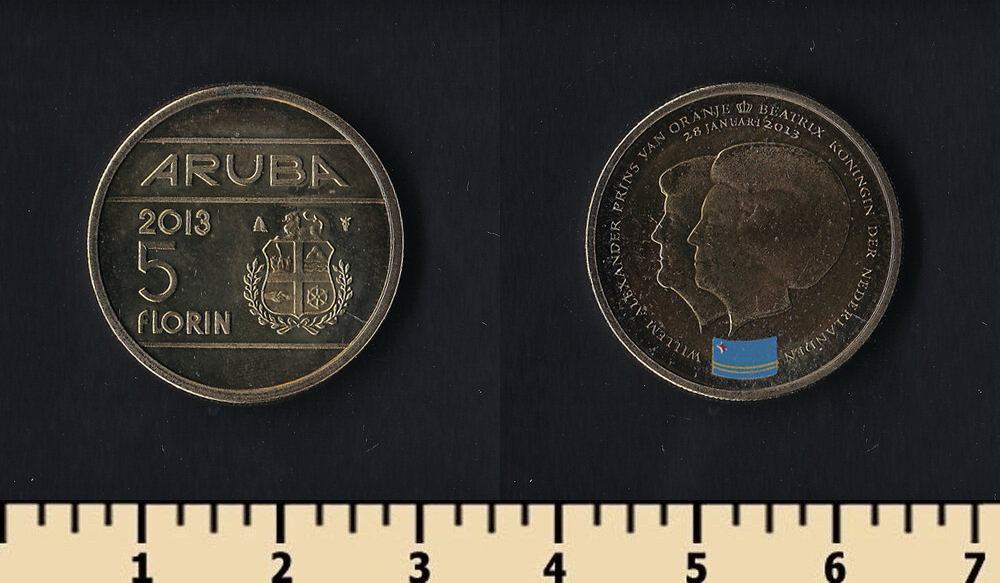 ARUBA
2013
5
FLORIN
WILLEM-ALEXANDER PRINS VAN ORANJE BEATRIX KONINGIN DER NEDERLANDEN
28 JANUARI 2013
1 2 3 4 5 6 7